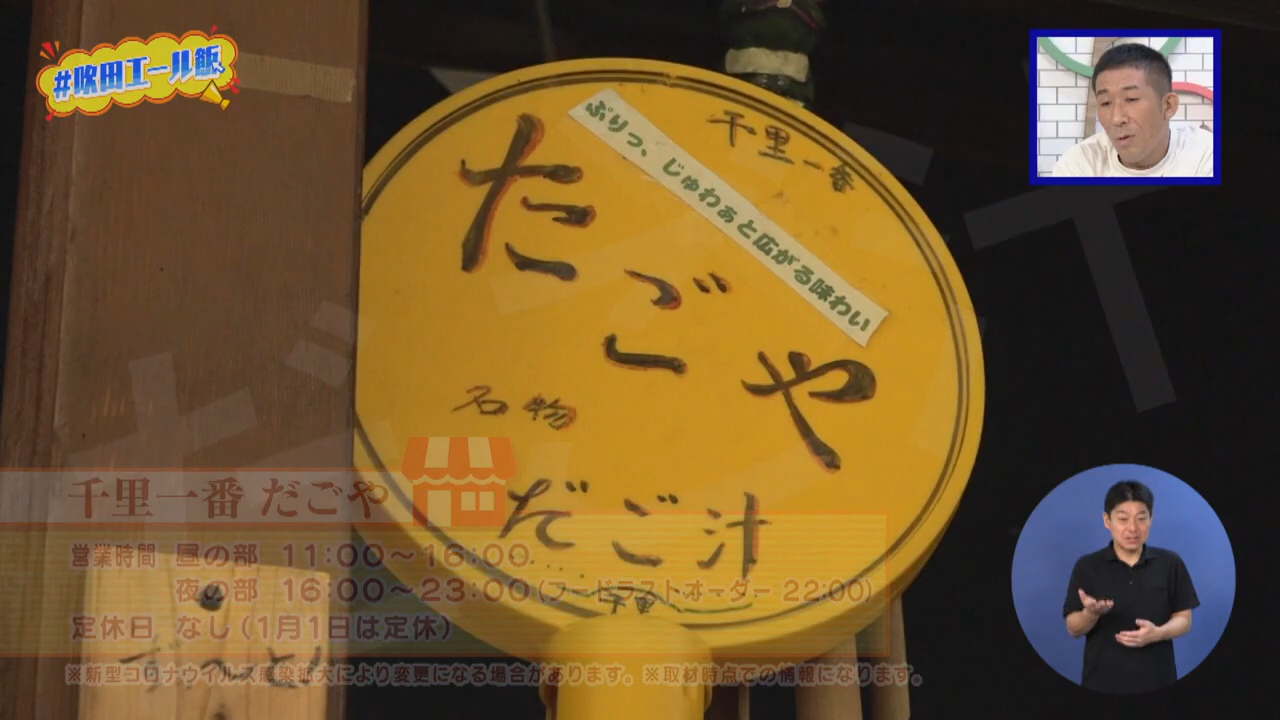 #吹田エール飯
千里一番
ぷりっ、じゅわぁと広がる味わい
たごや
名物
だご汁
千里
千里一番 だごや
営業時間 昼の部 11:00～16:00
夜の部 16:00～23:00(フードラストオーダー 22:00)
定休日 なし(1月1日は定休)
※新型コロナウイルス感染拡大により変更になる場合があります。※取材時点での情報になります。